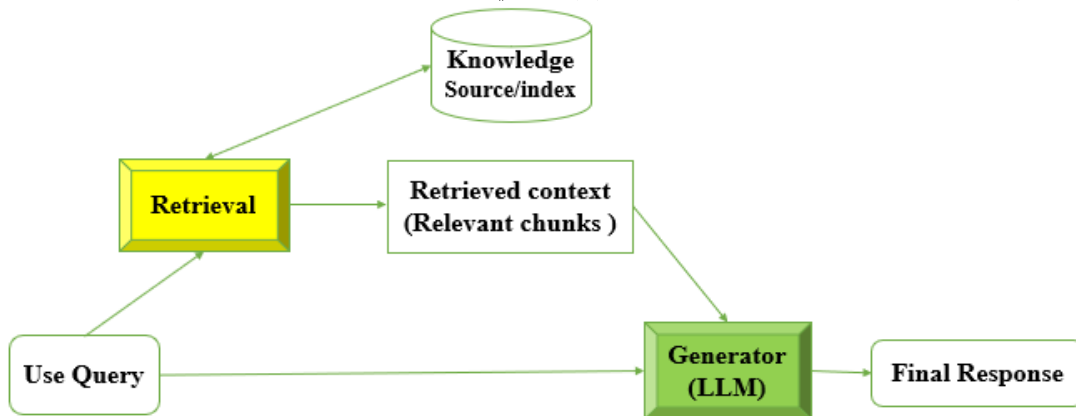 Knowledge
Source/index
Retrieval
Retrieved context
(Relevant chunks )
Use Query
Generator
(LLM)
Final Response